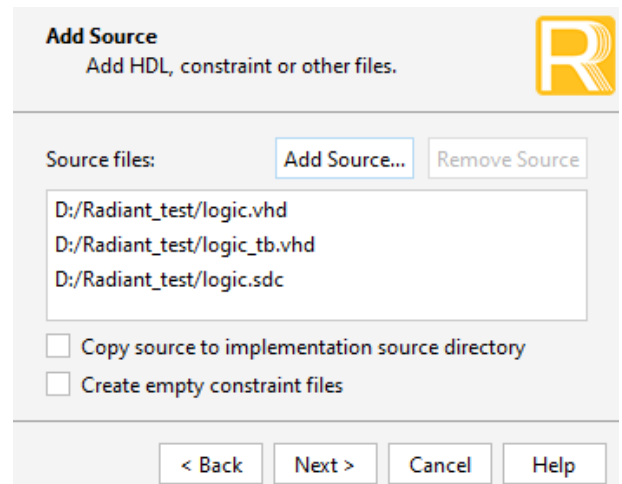 Add Source
Add HDL, constraint or other files.
Source files:
Add Source...
Remove Source
D:/Radiant_test/logic.vhd
D:/Radiant_test/logic_tb.vhd
D:/Radiant_test/logic.sdc
Copy source to implementation source directory
Create empty constraint files
< Back
Next >
Cancel
Help